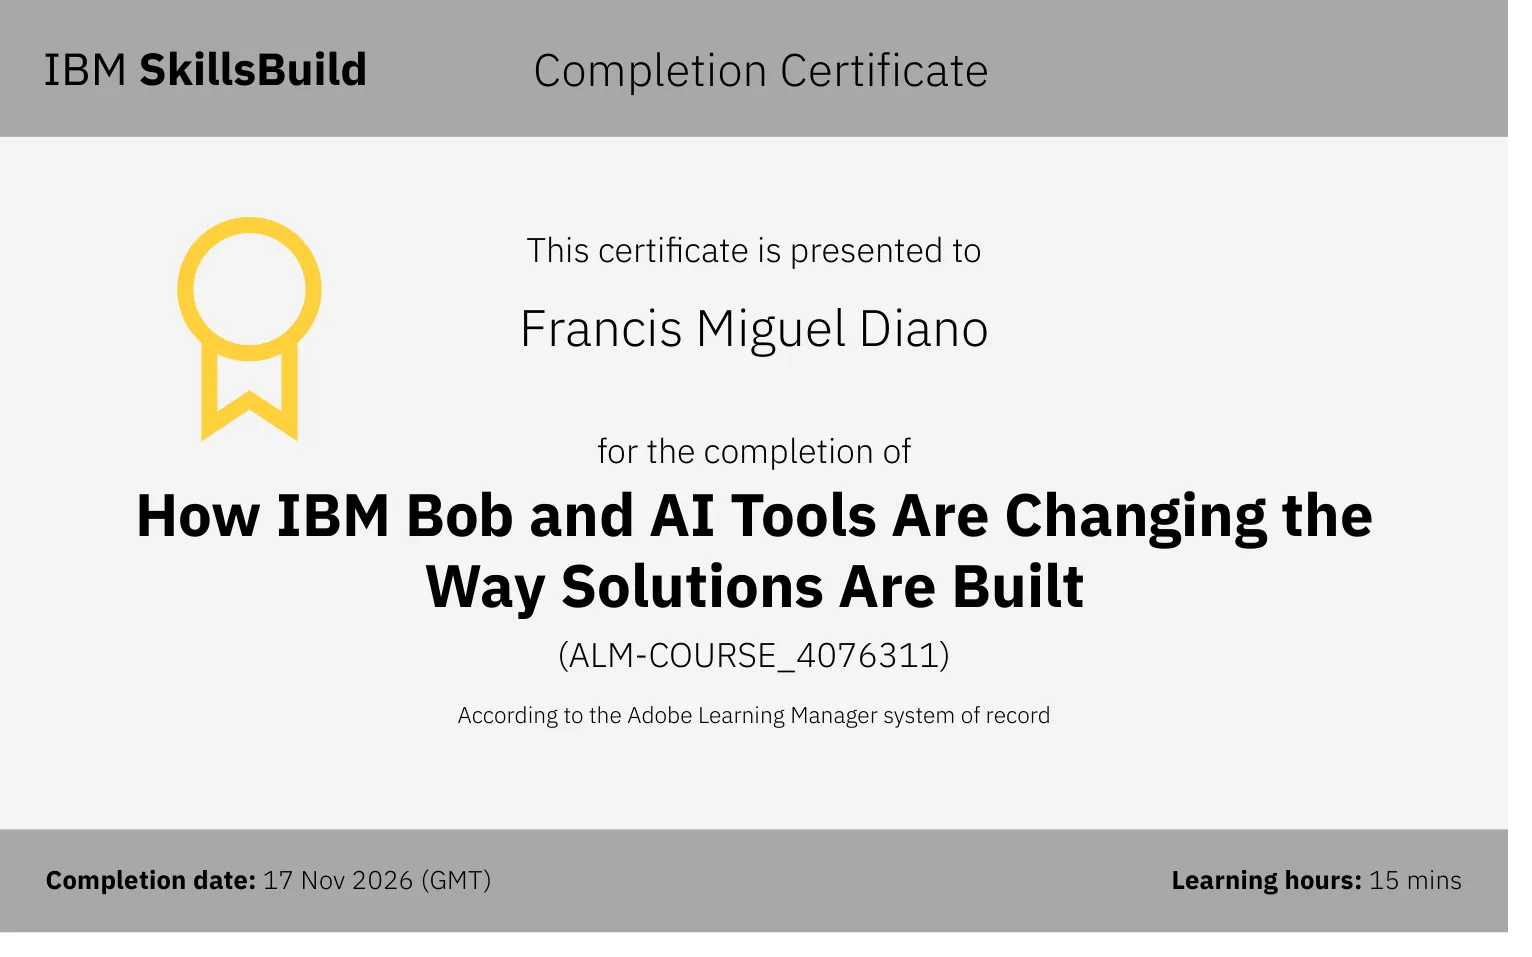 IBM SkillsBuild
Completion Certificate
This certificate is presented to
Francis Miguel Diano
for the completion of
How IBM Bob and AI Tools Are Changing the
Way Solutions Are Built
(ALM-COURSE_4076311)
According to the Adobe Learning Manager system of record
Completion date: 17 Nov 2026 (GMT)
Learning hours: 15 mins